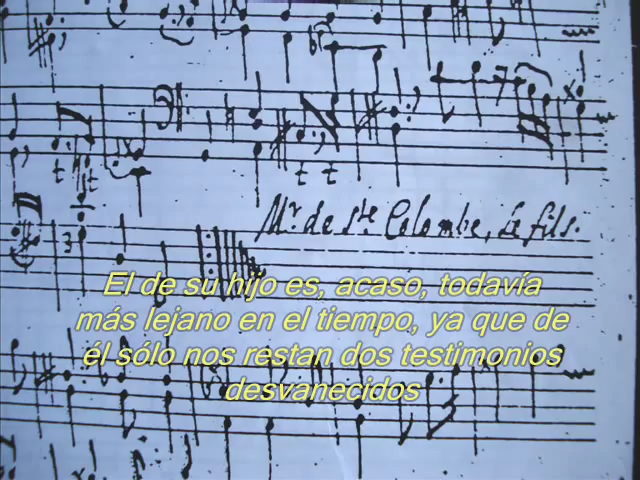 Mr. de Ste Colombe, le fils.
El de su hijo es, acaso, todavía
más lejano en el tiempo, ya que de
él sólo nos restan dos testimonios
desvanecidos